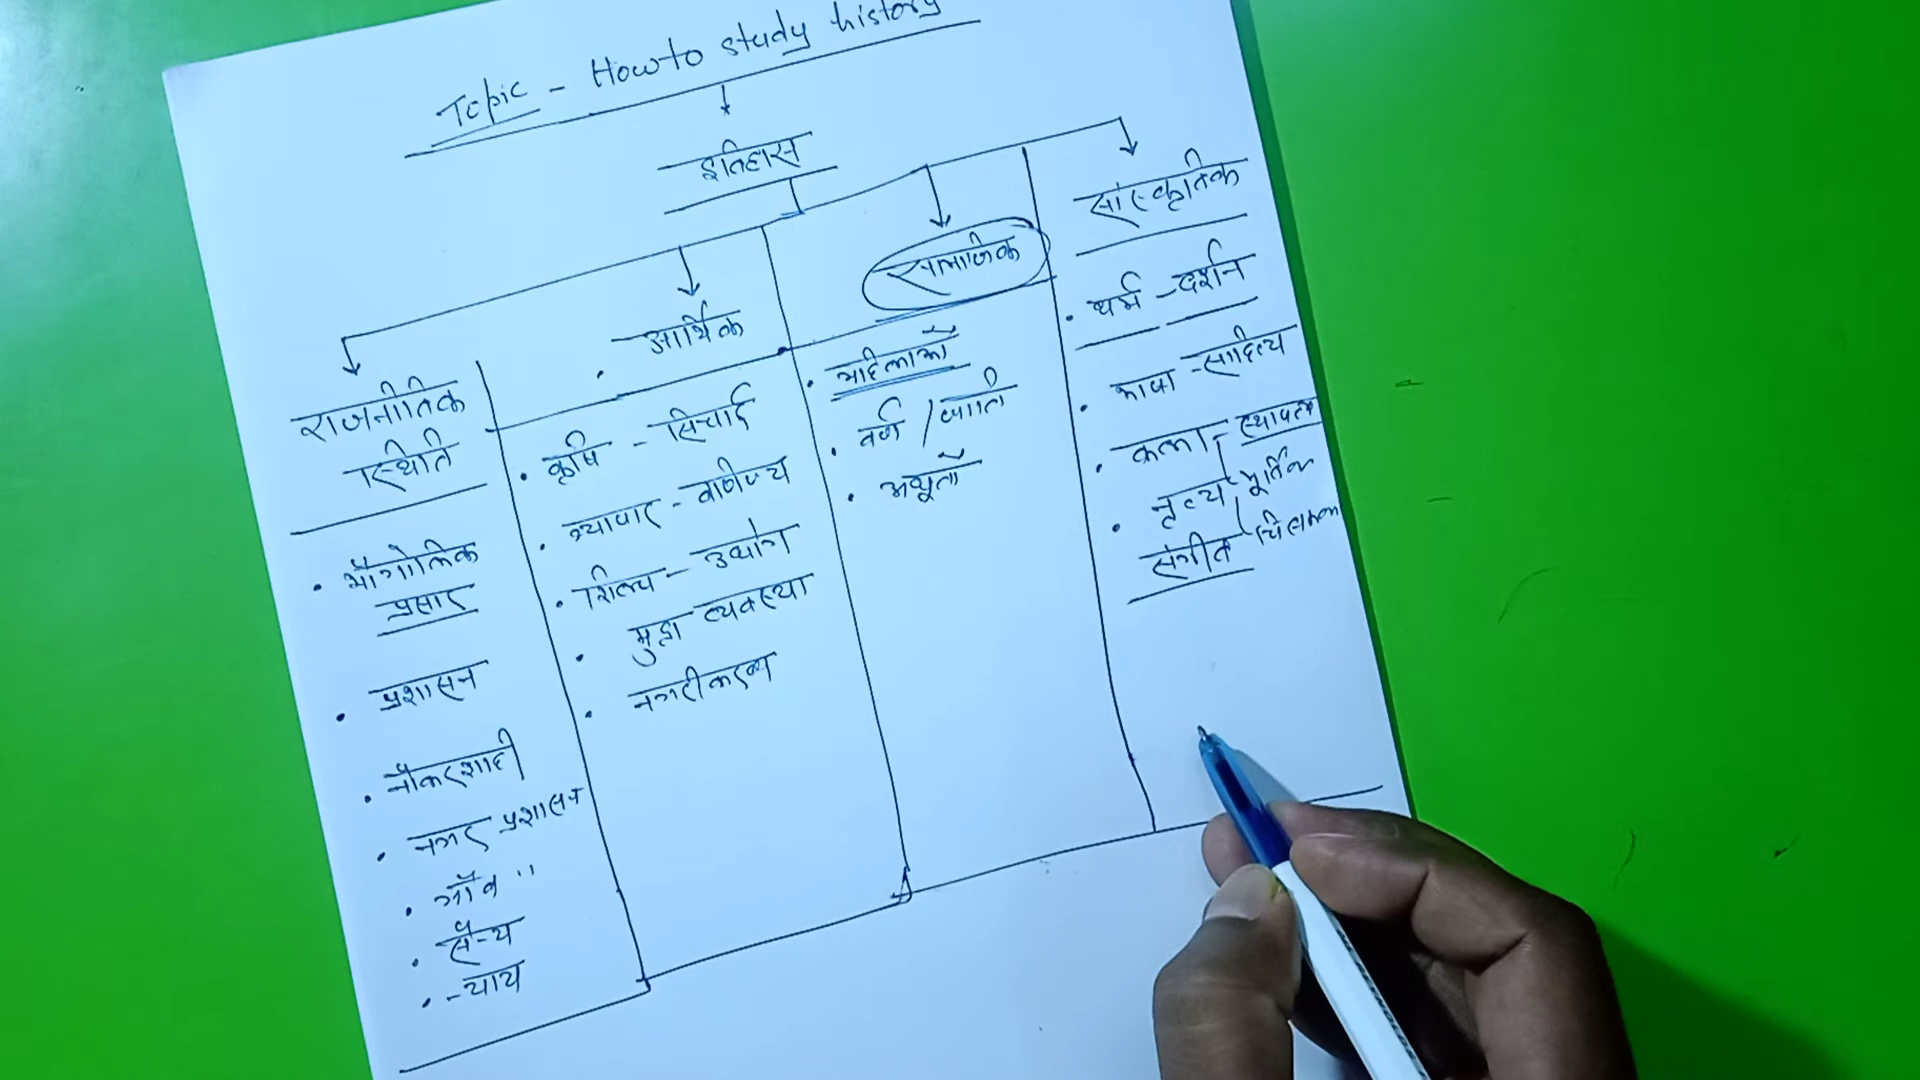 Topic - How to study history
इतिहास
राजनीतिक
स्थिति
• भौगोलिक
प्रसार
• प्रशासन
• नौकरशाही
• नगर प्रशासन
• गाँव "
• सैन्य
• न्याय
• आर्थिक
• कृषि - सिंचाई
• व्यापार - वाणिज्य
• शिल्प - उद्योग
• मुद्रा व्यवस्था
• नगरीकरण
सामाजिक
• महिलाओं
• वर्ण / जाति
• अछूतों
सांस्कृतिक
• धर्म - दर्शन
• भाषा - साहित्य
• कला - स्थापत्य
• नृत्य, मूर्तिकला
संगीत - चित्रकला